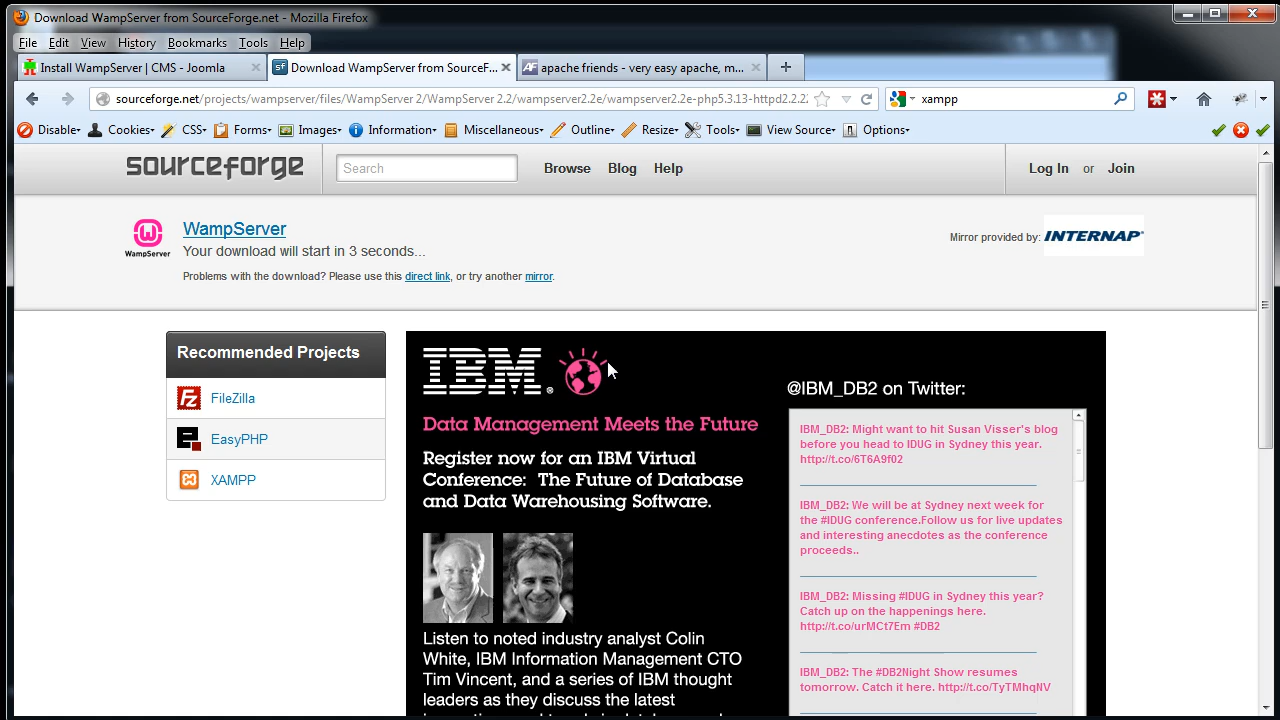 Download WampServer from SourceForge.net - Mozilla Firefox
File Edit View History Bookmarks Tools Help
Install WampServer | CMS - Joomla
Download WampServer from SourceF...
AF apache friends - very easy apache, m...
sourceforge.net/projects/wampserver/files/WampServer 2/WampServer 2.2/wampserver2.2e/wampserver2.2e-php5.3.13-httpd2.2.22
xampp
Disable Cookies CSS Forms Images Information Miscellaneous Outline Resize Tools View Source Options
sourceforge
Search
Browse Blog Help
Log In or Join
WampServer
WampServer
Your download will start in 3 seconds...
Problems with the download? Please use this direct link, or try another mirror.
Mirror provided by: INTERNAP
Recommended Projects
FileZilla
EasyPHP
XAMPP
IBM®
Data Management Meets the Future
Register now for an IBM Virtual
Conference: The Future of Database
and Data Warehousing Software.
Listen to noted industry analyst Colin
White, IBM Information Management CTO
Tim Vincent, and a series of IBM thought
leaders as they discuss the latest
@IBM_DB2 on Twitter:
IBM_DB2: Might want to hit Susan Visser's blog
before you head to IDUG in Sydney this year.
http://t.co/6T6A9f02
IBM_DB2: We will be at Sydney next week for
the #IDUG conference.Follow us for live updates
and interesting anecdotes as the conference
proceeds..
IBM_DB2: Missing #IDUG in Sydney this year?
Catch up on the happenings here.
http://t.co/urMCt7Em #DB2
IBM_DB2: The #DB2Night Show resumes
tomorrow. Catch it here. http://t.co/TyTMhqNV